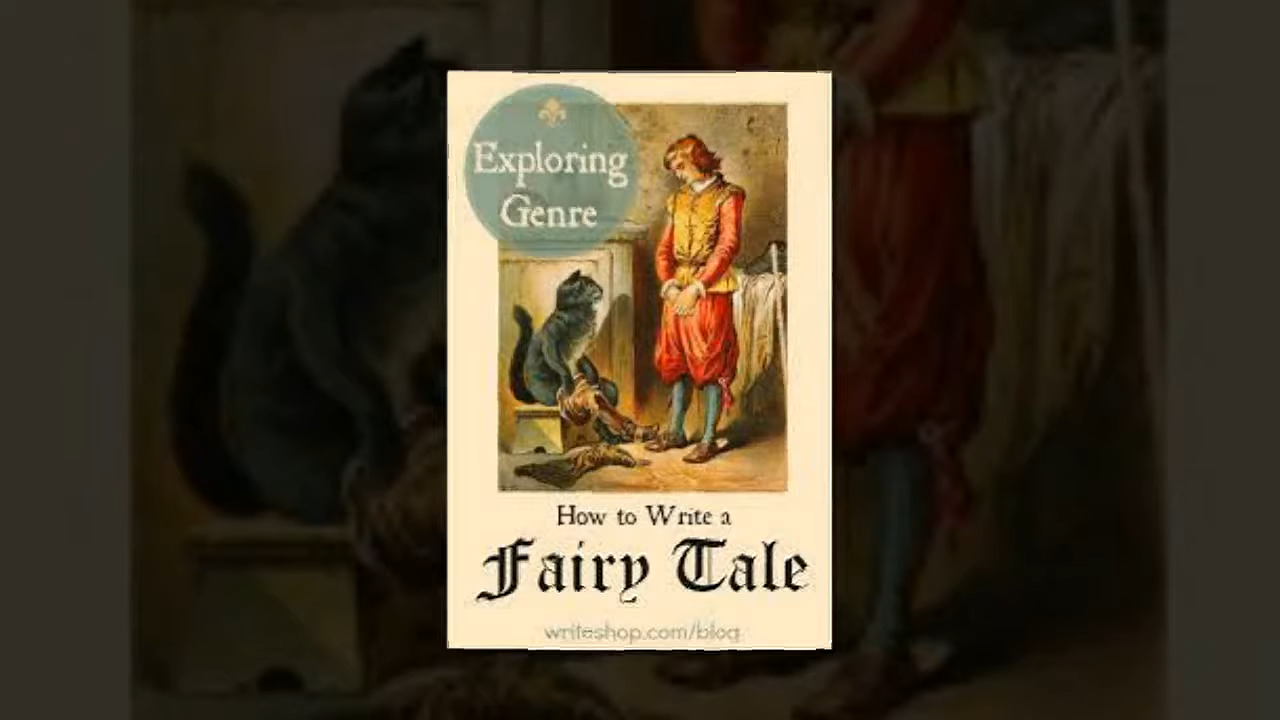 Exploring
Genre
How to Write a
Fairy Tale
writeshop.com/blog